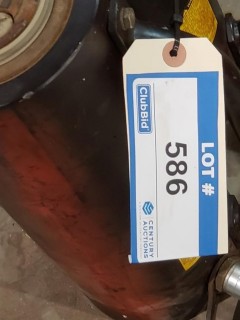 LOT #
586
ClubBid
CENTURY
AUCTIONS